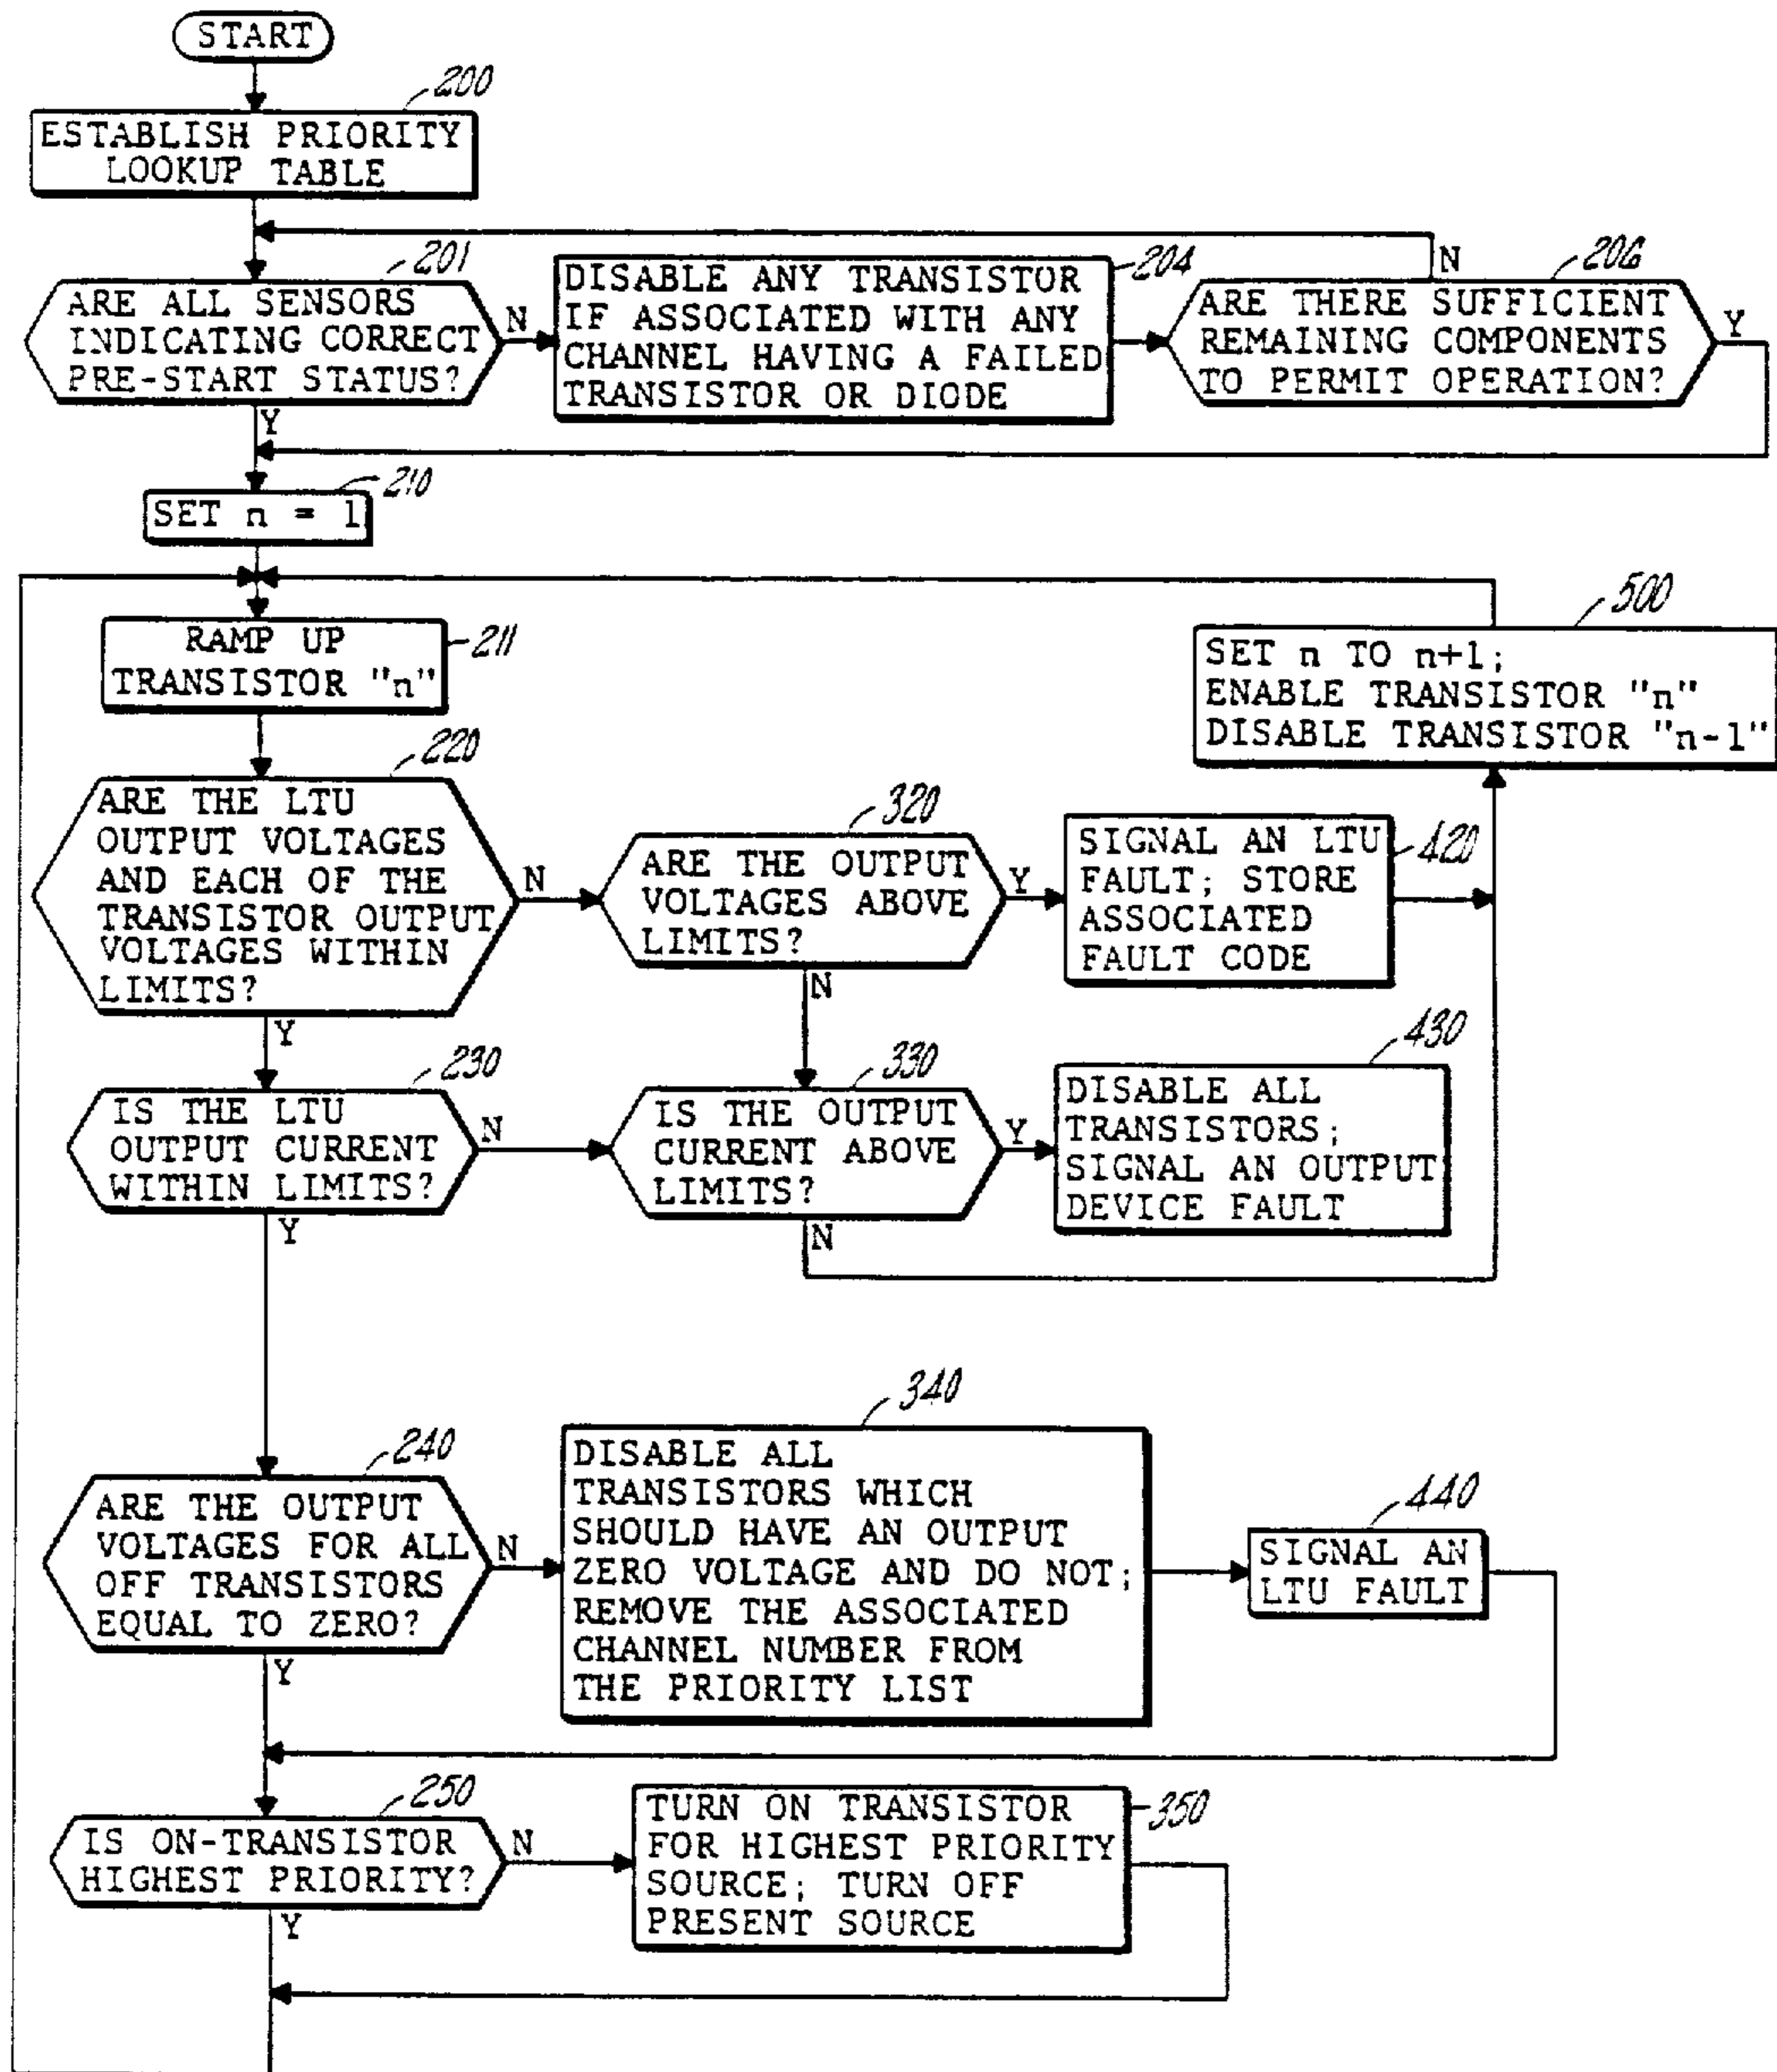 START
200
ESTABLISH PRIORITY
LOOKUP TABLE
201
ARE ALL SENSORS
INDICATING CORRECT
PRE-START STATUS?
N
Y
204
DISABLE ANY TRANSISTOR
IF ASSOCIATED WITH ANY
CHANNEL HAVING A FAILED
TRANSISTOR OR DIODE
N
206
ARE THERE SUFFICIENT
REMAINING COMPONENTS
TO PERMIT OPERATION?
Y
210
SET n = 1
RAMP UP
TRANSISTOR "n"
211
500
SET n TO n+1;
ENABLE TRANSISTOR "n"
DISABLE TRANSISTOR "n-1"
220
ARE THE LTU
OUTPUT VOLTAGES
AND EACH OF THE
TRANSISTOR OUTPUT
VOLTAGES WITHIN
LIMITS?
N
Y
320
ARE THE OUTPUT
VOLTAGES ABOVE
LIMITS?
Y
N
SIGNAL AN LTU
FAULT; STORE
ASSOCIATED
FAULT CODE
420
230
IS THE LTU
OUTPUT CURRENT
WITHIN LIMITS?
N
Y
330
IS THE OUTPUT
CURRENT ABOVE
LIMITS?
Y
N
430
DISABLE ALL
TRANSISTORS;
SIGNAL AN OUTPUT
DEVICE FAULT
240
ARE THE OUTPUT
VOLTAGES FOR ALL
OFF TRANSISTORS
EQUAL TO ZERO?
N
Y
340
DISABLE ALL
TRANSISTORS WHICH
SHOULD HAVE AN OUTPUT
ZERO VOLTAGE AND DO NOT;
REMOVE THE ASSOCIATED
CHANNEL NUMBER FROM
THE PRIORITY LIST
440
SIGNAL AN
LTU FAULT
250
IS ON-TRANSISTOR
HIGHEST PRIORITY?
N
Y
TURN ON TRANSISTOR
FOR HIGHEST PRIORITY
SOURCE; TURN OFF
PRESENT SOURCE
350